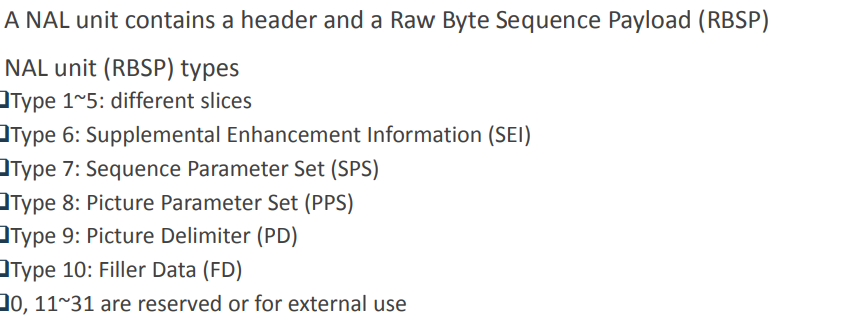 A NAL unit contains a header and a Raw Byte Sequence Payload (RBSP)
NAL unit (RBSP) types
Type 1~5: different slices
Type 6: Supplemental Enhancement Information (SEI)
Type 7: Sequence Parameter Set (SPS)
Type 8: Picture Parameter Set (PPS)
Type 9: Picture Delimiter (PD)
Type 10: Filler Data (FD)
0, 11~31 are reserved or for external use